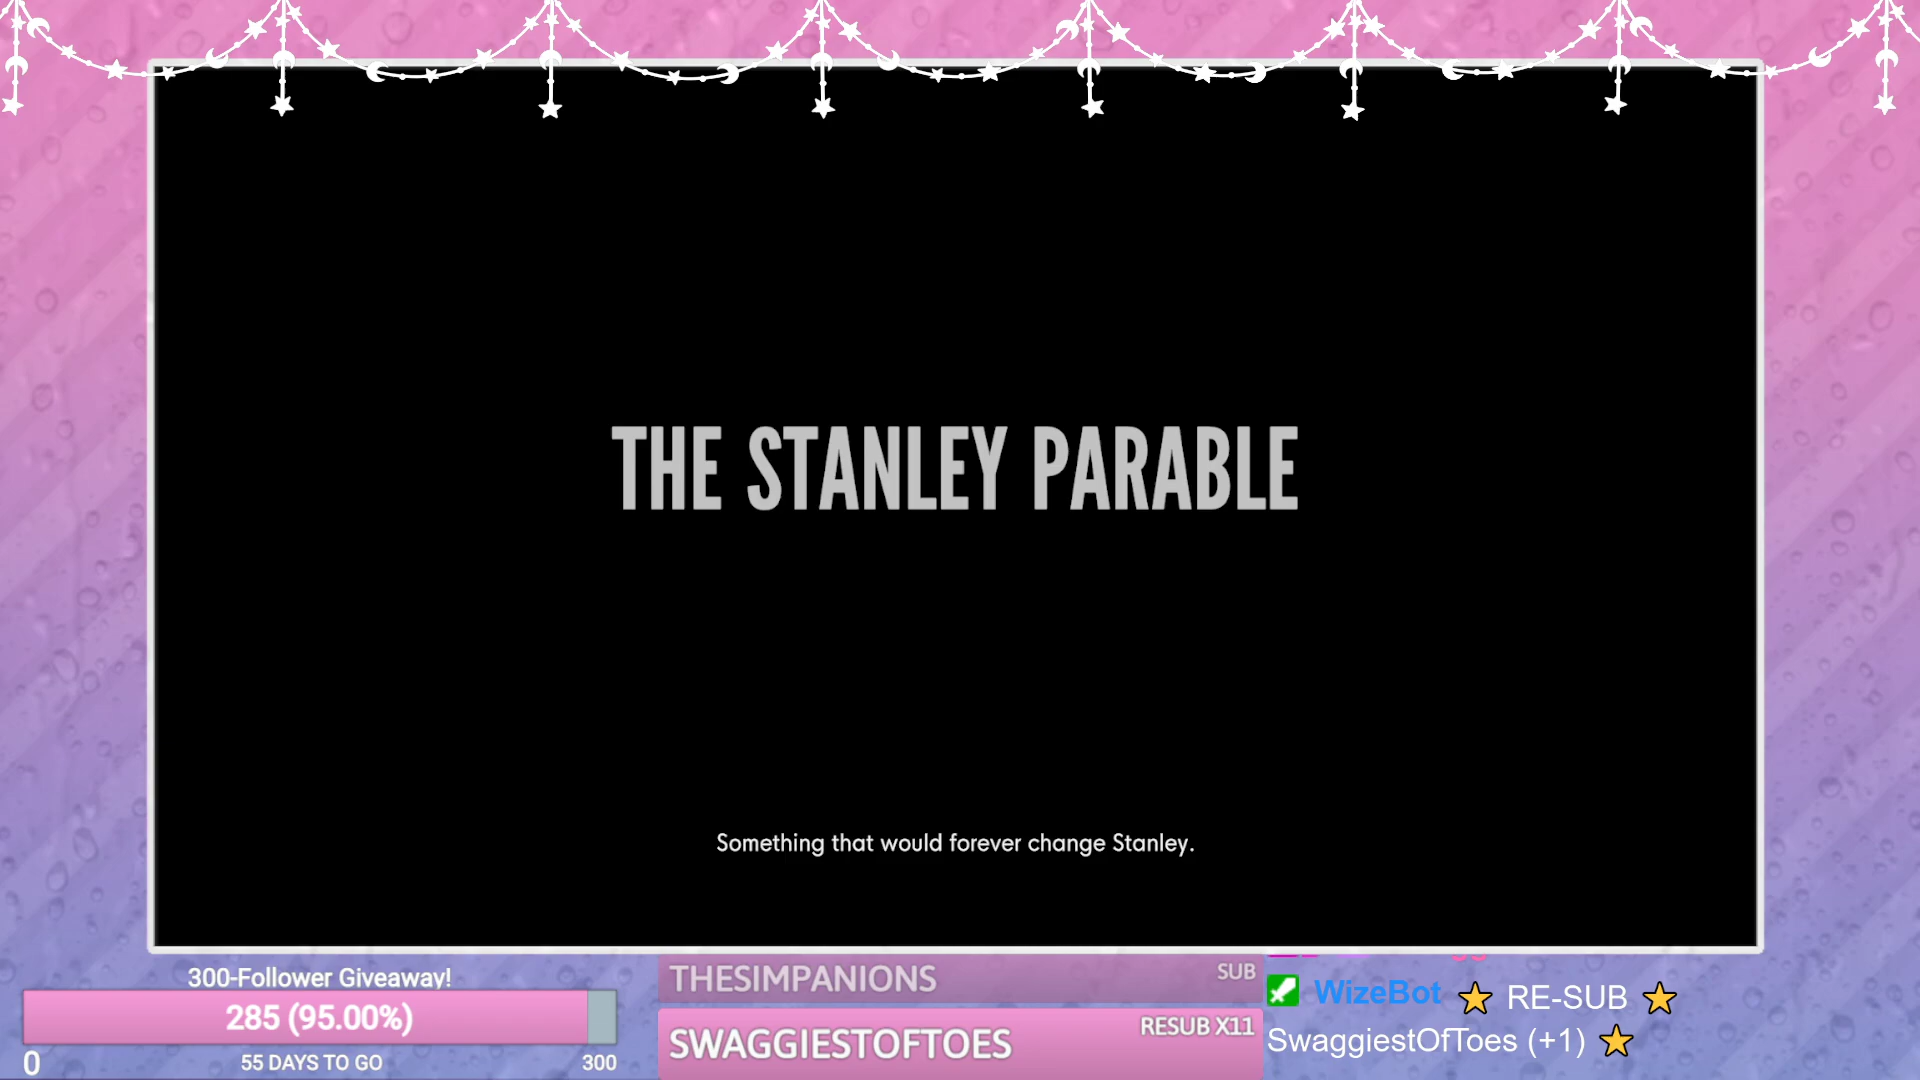 THE STANLEY PARABLE
Something that would forever change Stanley.
300-Follower Giveaway!
285 (95.00%)
0
55 DAYS TO GO
300
THESIMPANIONS
SUB
SWAGGIESTOFTOES
RESUB X11
WizeBot ⭐ RE-SUB ⭐
SwaggiestOfToes (+1) ⭐